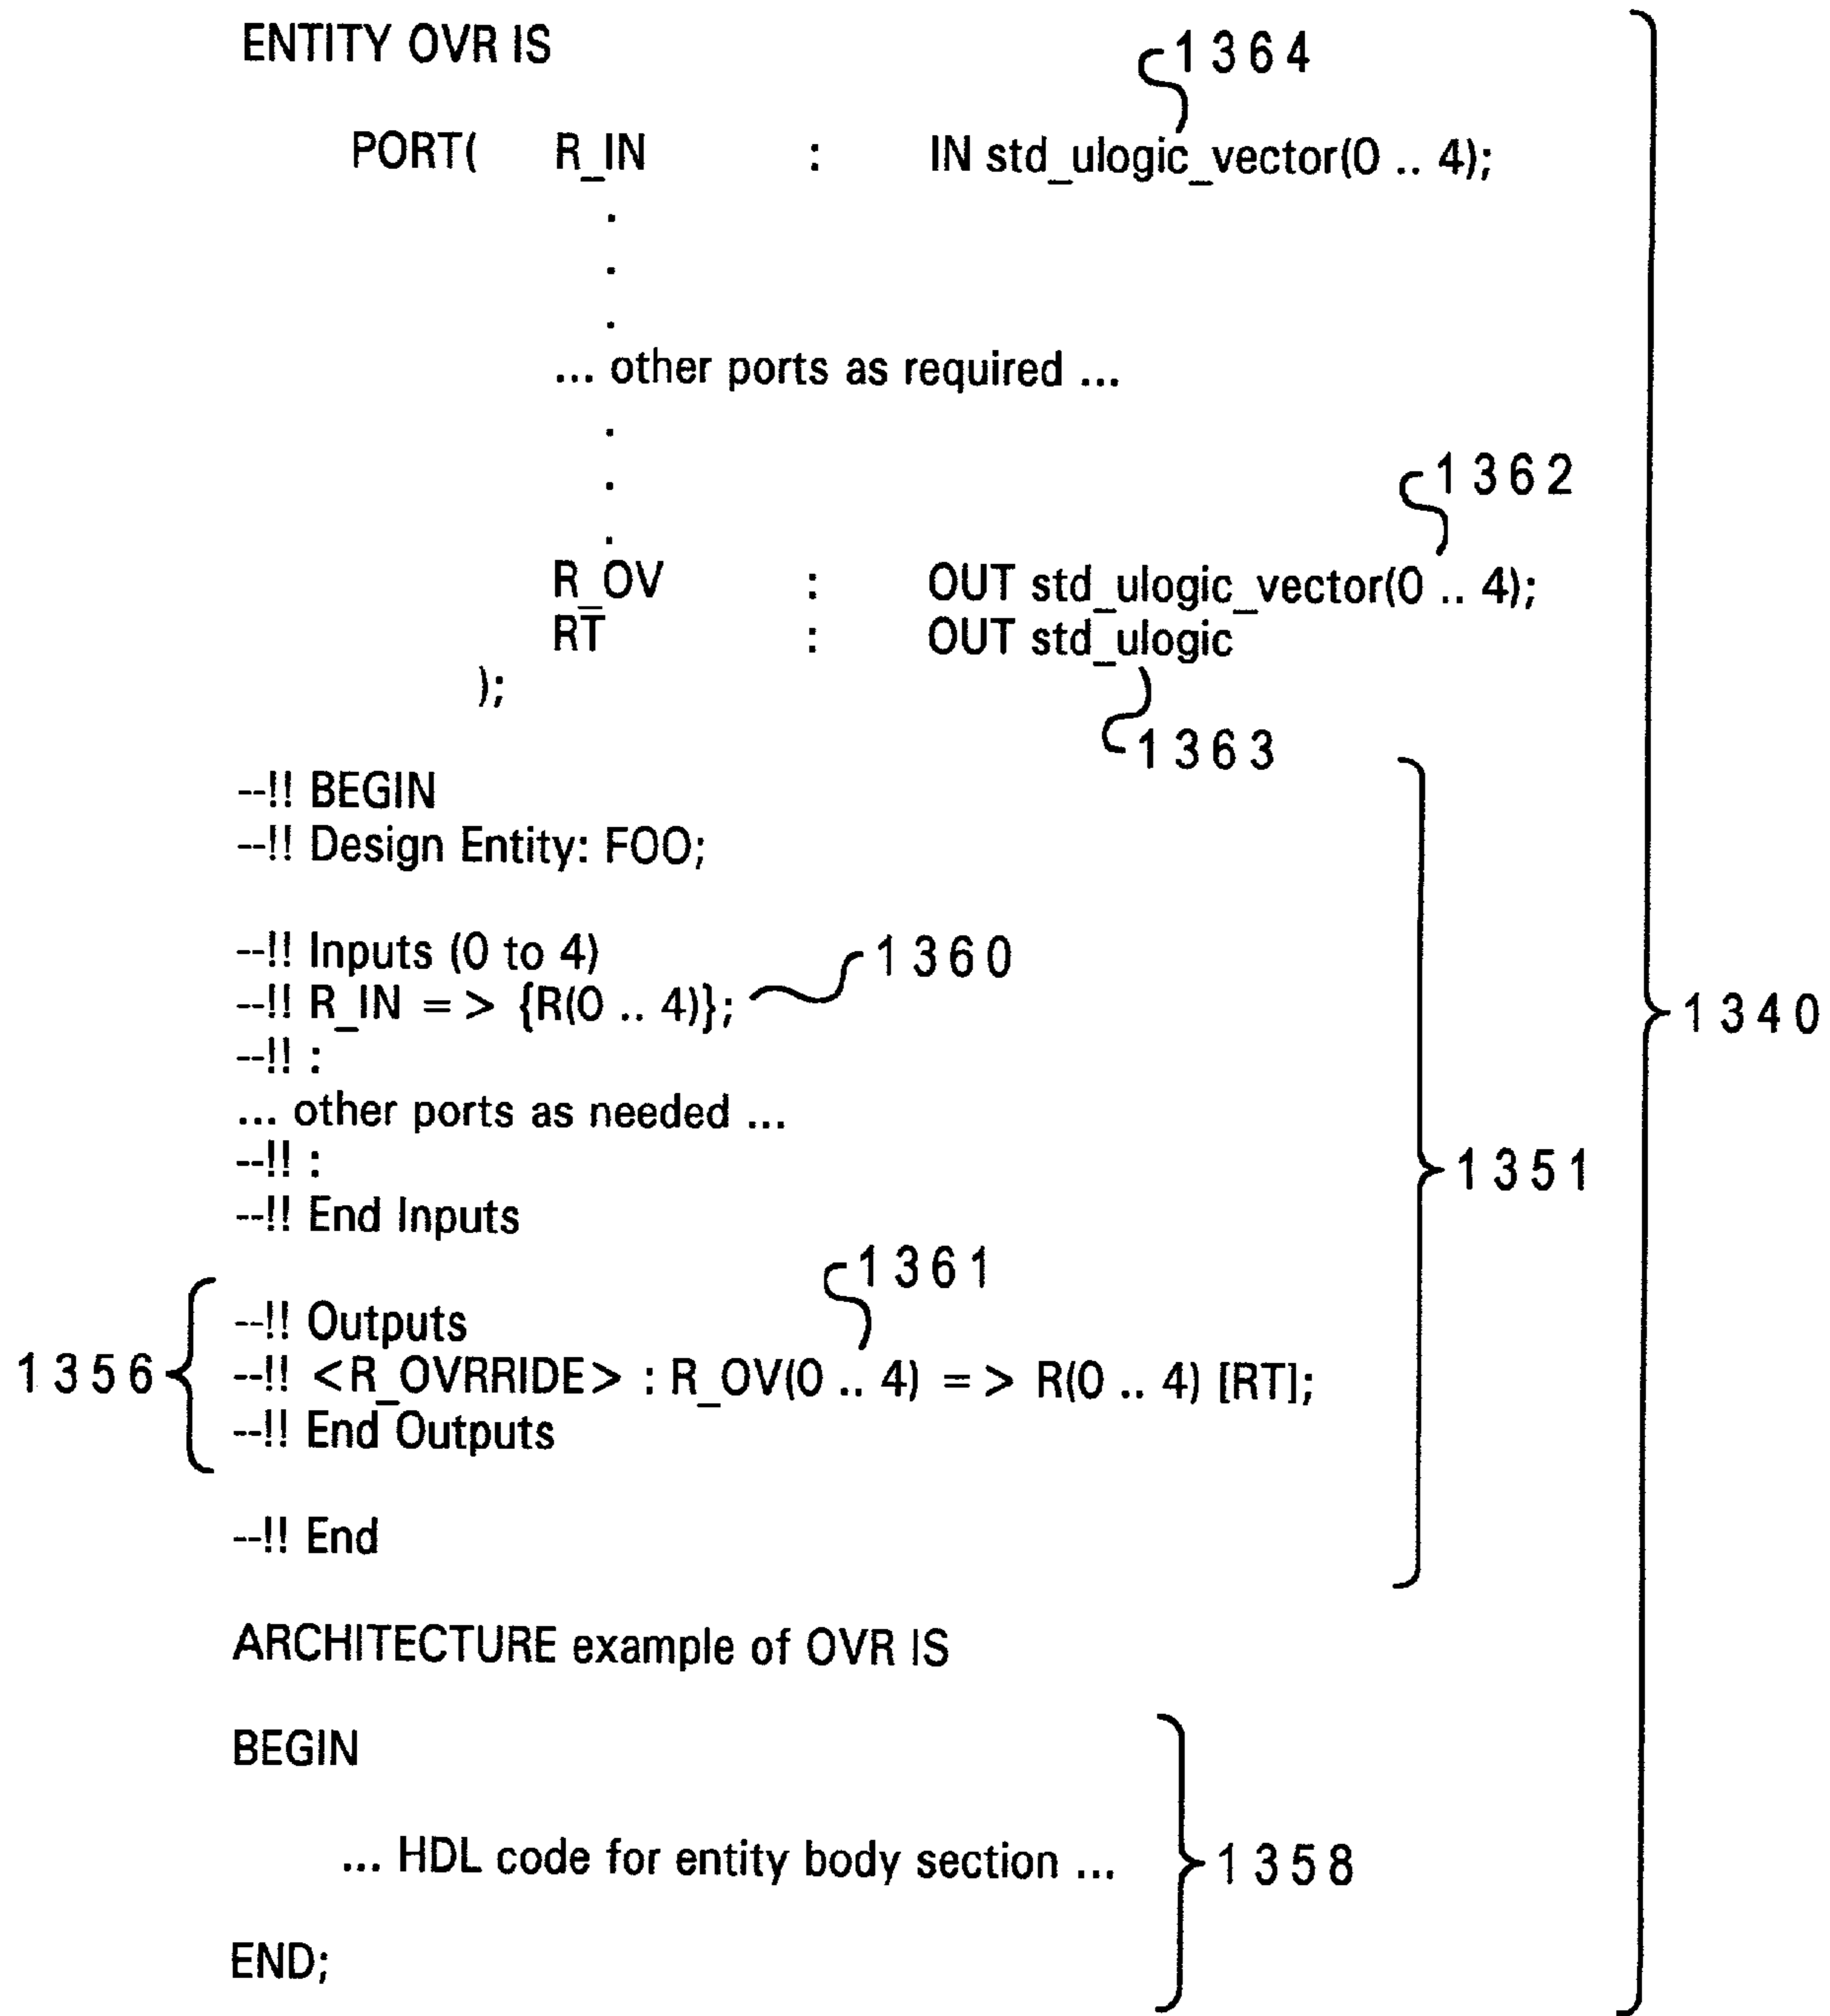 ENTITY OVR IS
1364
PORT( R_IN : IN std_ulogic_vector(0 .. 4);
.
.
.
... other ports as required ...
.
.
.
1362
R_OV : OUT std_ulogic_vector(0 .. 4);
RT : OUT std_ulogic
);
1363
--!! BEGIN
--!! Design Entity: FOO;
--!! Inputs (0 to 4)
1360
--!! R_IN => {R(0 .. 4)};
1340
--!! :
... other ports as needed ...
--!! :
1351
--!! End Inputs
1361
--!! Outputs
1356
--!! <R_OVRRIDE> : R_OV(0 .. 4) => R(0 .. 4) [RT];
--!! End Outputs
--!! End
ARCHITECTURE example of OVR IS
BEGIN
... HDL code for entity body section ...
1358
END;